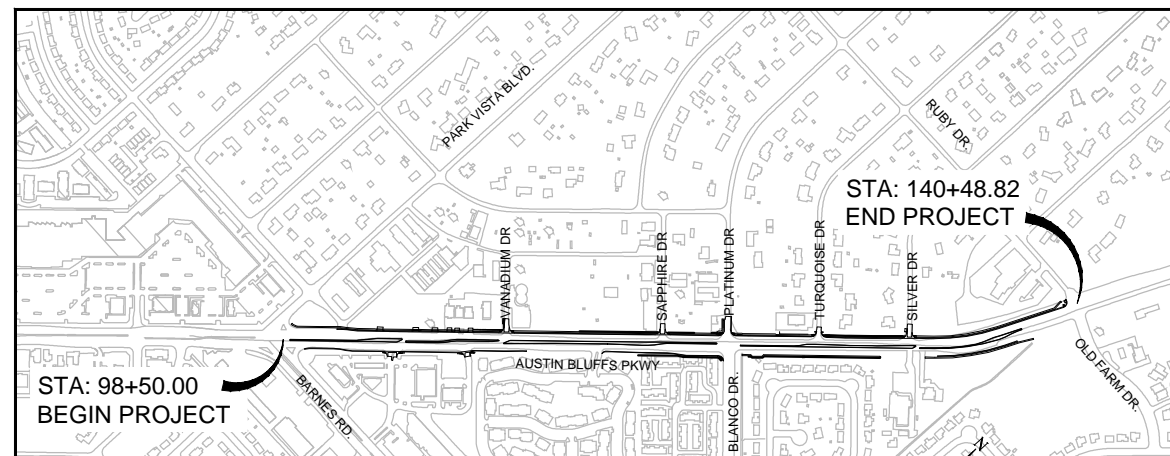 PARK VISTA BLVD.
RUBY DR.
STA: 140+48.82
END PROJECT
VANADIUM DR
SAPPHIRE DR
PLATINUM DR
TURQUOISE DR
SILVER DR
AUSTIN BLUFFS PKWY
STA: 98+50.00
BEGIN PROJECT
BARNES RD.
BLANCO DR.
OLD FARM DR.
N